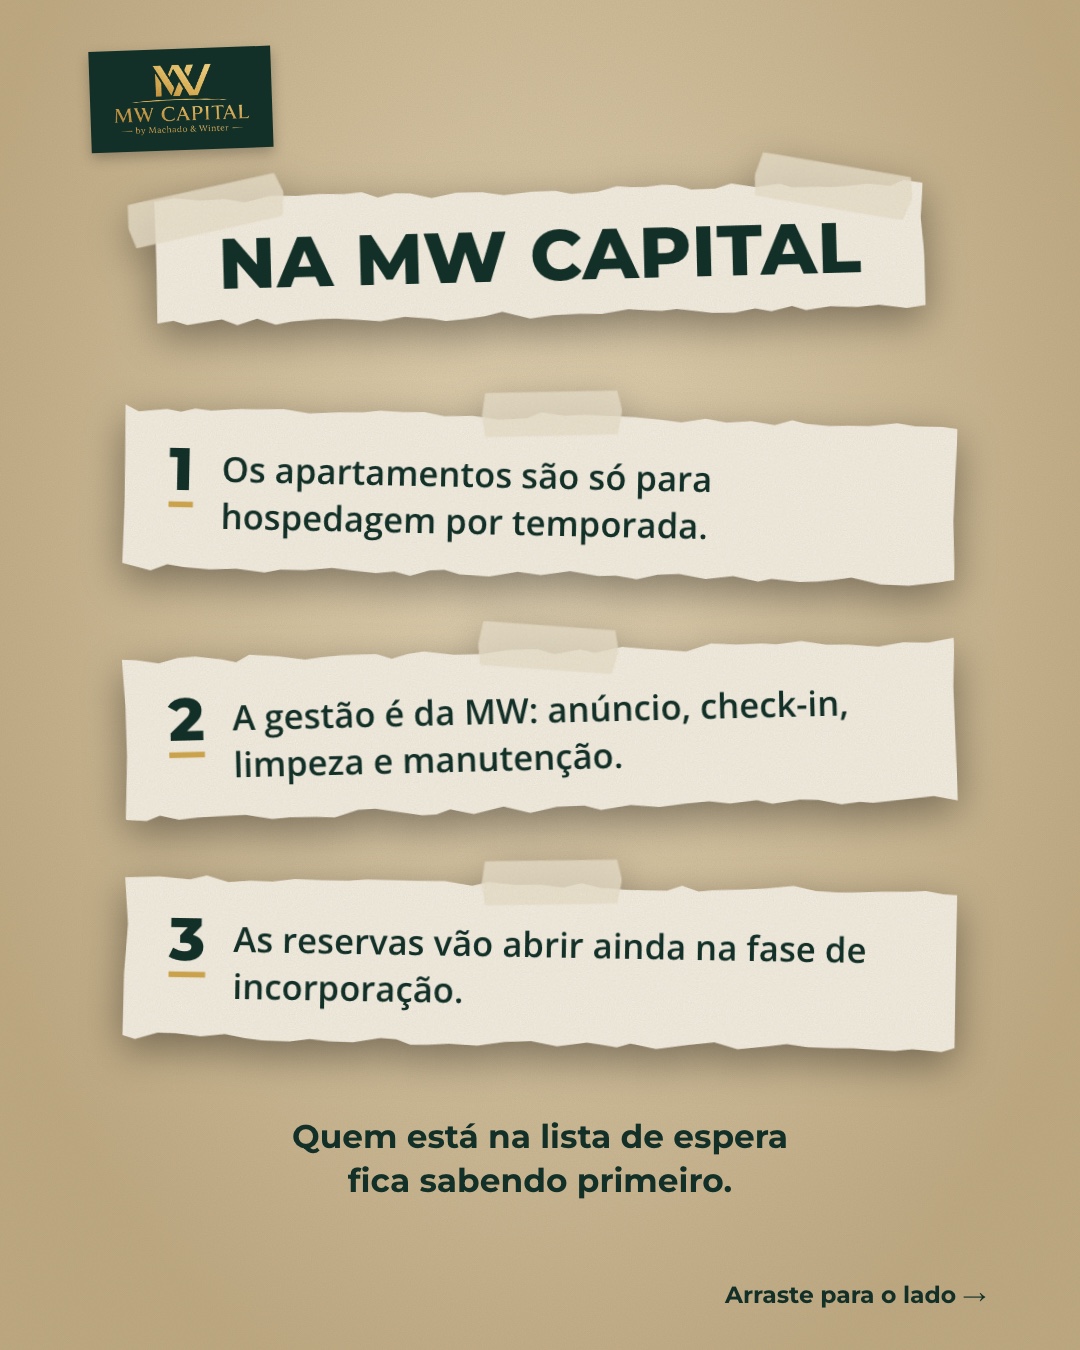 MW
MW CAPITAL
by Machado & Winter
NA MW CAPITAL
1
Os apartamentos são só para
hospedagem por temporada.
2
A gestão é da MW: anúncio, check-in,
limpeza e manutenção.
3
As reservas vão abrir ainda na fase de
incorporação.
Quem está na lista de espera
fica sabendo primeiro.
Arraste para o lado →